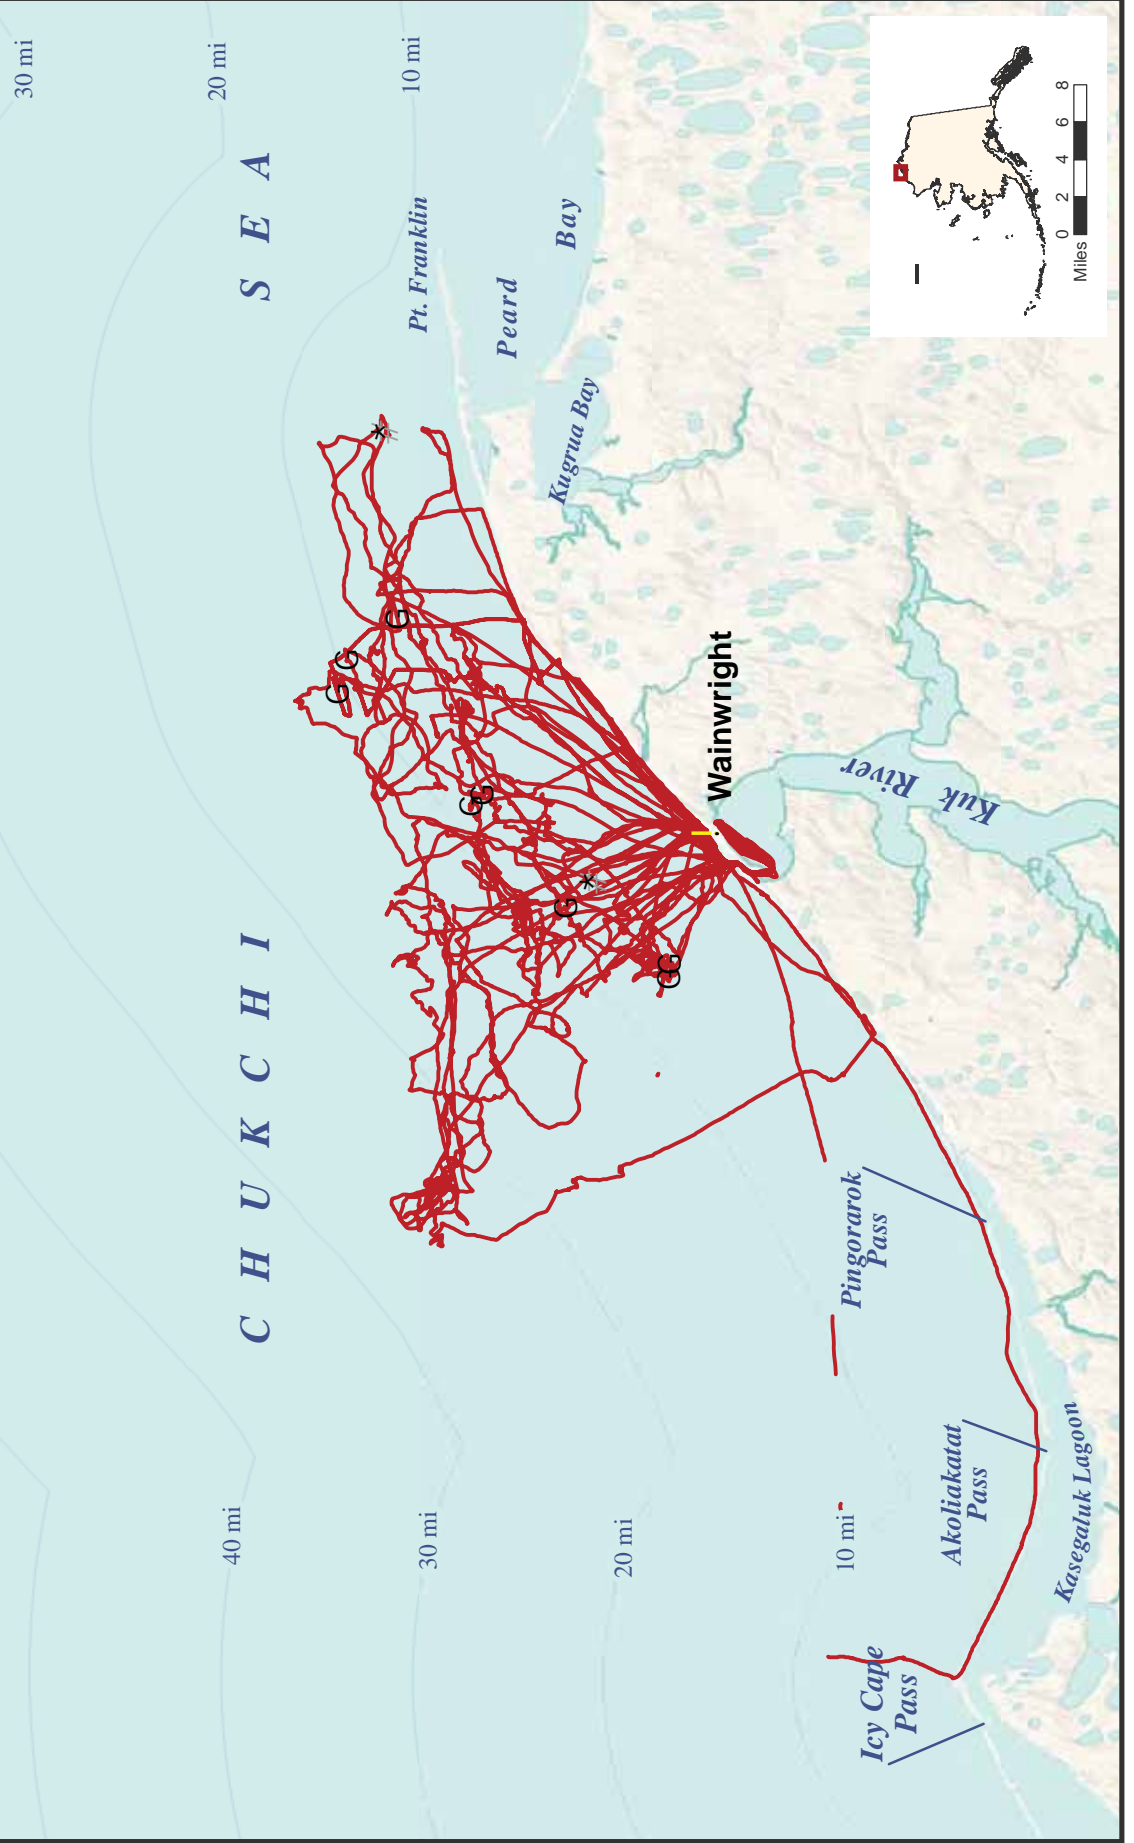 30 mi
20 mi
40 mi
CHUKCHI SEA
10 mi
Pt. Franklin
30 mi
*
G
G
G
G
G
Peard
Bay
Kugrua Bay
G
*
20 mi
G
G
Wainwright
10 mi
Pingorarok
Pass
Kuk River
Icy Cape
Pass
Akoliakatat
Pass
Kasegaluk Lagoon
0 2 4 6 8
Miles